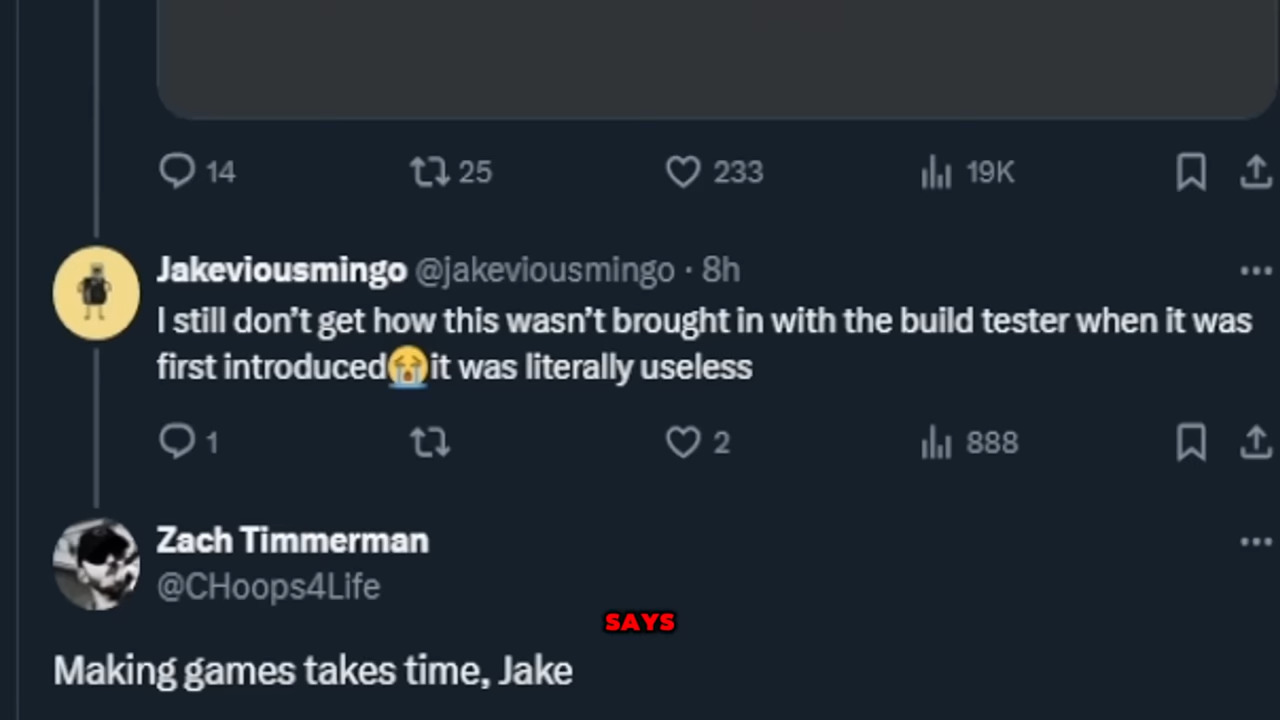 14 25 233 19K
Jakeviousmingo @jakeviousmingo · 8h
I still don't get how this wasn't brought in with the build tester when it was
first introduced😭it was literally useless
1 2 888
Zach Timmerman
@CHoops4Life
SAYS
Making games takes time, Jake